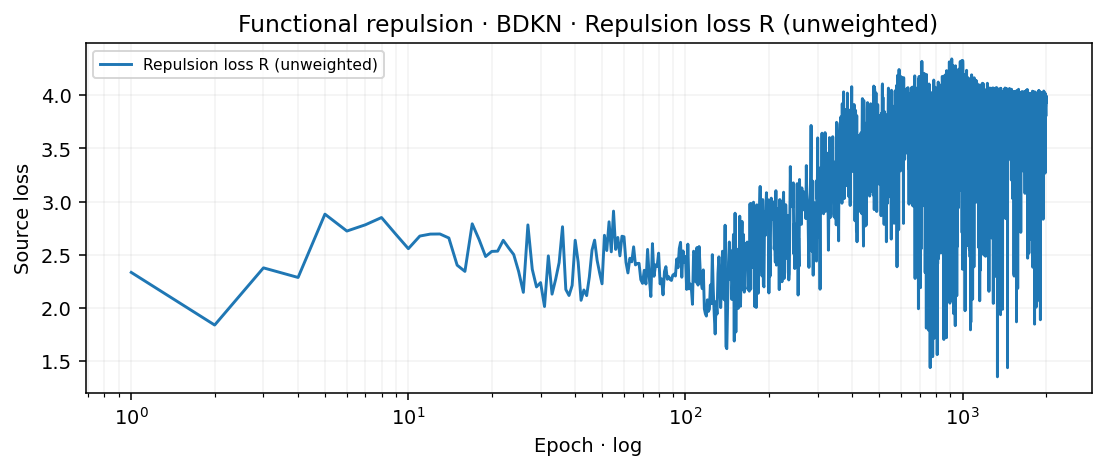 Functional repulsion · BDKN · Repulsion loss R (unweighted)
Repulsion loss R (unweighted)
Source loss
4.0
3.5
3.0
2.5
2.0
1.5
10⁰ 10¹ 10² 10³
Epoch · log